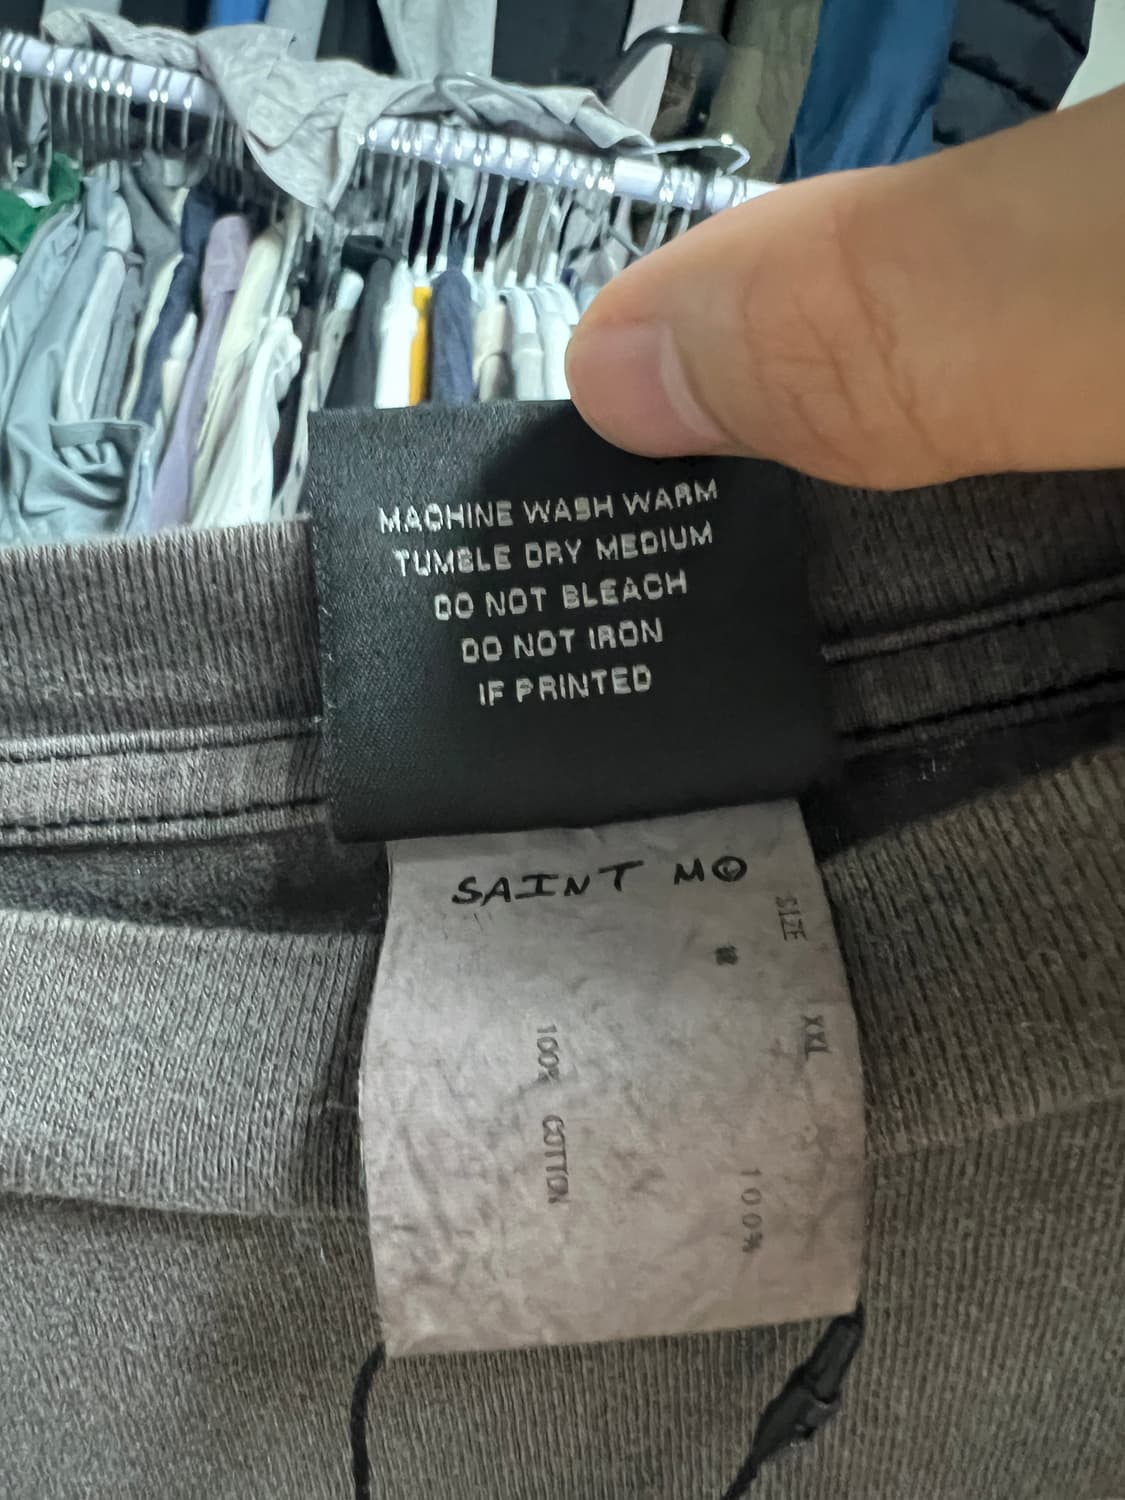 MACHINE WASH WARM
TUMBLE DRY MEDIUM
DO NOT BLEACH
DO NOT IRON
IF PRINTED
SAINT M
SIZE XXL
100%
100% COTTON